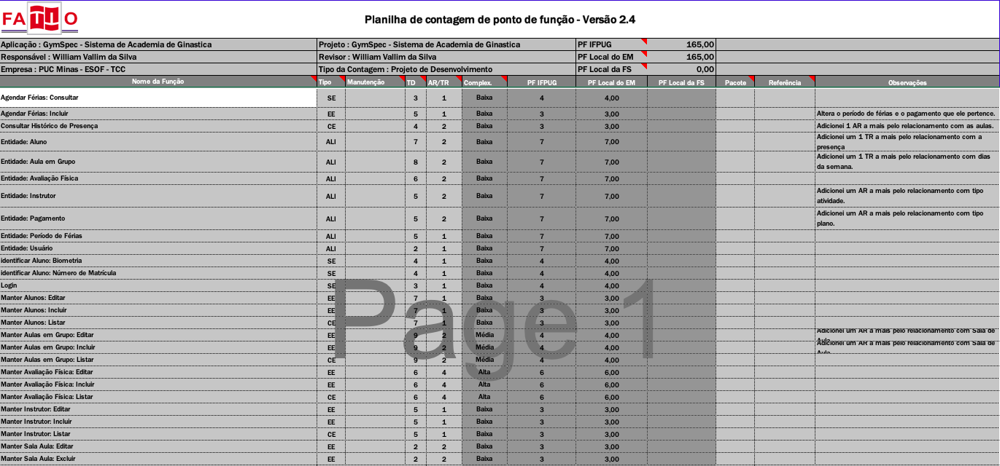 FATTO
Planilha de contagem de ponto de função - Versão 2.4
Aplicação : GymSpec - Sistema de Academia de Ginastica Projeto : GymSpec - Sistema de Academia de Ginastica PF IFPUG 165,00
Responsável : William Vallim da Silva Revisor : William Vallim da Silva PF Local do EM 165,00
Empresa : PUC Minas - ESOF - TCC Tipo da Contagem : Projeto de Desenvolvimento PF Local da FS 0,00
Nome da Função Tipo Manutenção TD AR/TR Complex. PF IFPUG PF Local do EM PF Local da FS Pacote Referência Observações
Agendar Férias: Consultar SE 3 1 Baixa 4 4,00
Agendar Férias: Incluir EE 5 1 Baixa 3 3,00 Altera o período de férias e o pagamento que ele pertence.
Consultar Histórico de Presença CE 4 2 Baixa 3 3,00 Adicionei 1 AR a mais pelo relacionamento com as aulas.
Entidade: Aluno ALI 7 2 Baixa 7 7,00 Adicionei um 1 TR a mais pelo relacionamento com a
presença
Entidade: Aula em Grupo ALI 8 2 Baixa 7 7,00 Adicionei um 1 TR a mais pelo relacionamento com dias
da semana.
Entidade: Avaliação Física ALI 6 2 Baixa 7 7,00
Entidade: Instrutor ALI 5 2 Baixa 7 7,00 Adicionei um AR a mais pelo relacionamento com tipo
atividade.
Entidade: Pagamento ALI 5 2 Baixa 7 7,00 Adicionei um AR a mais pelo relacionamento com tipo
plano.
Entidade: Período de Férias ALI 5 1 Baixa 7 7,00
Entidade: Usuário ALI 2 1 Baixa 7 7,00
identificar Aluno: Biometria SE 4 1 Baixa 4 4,00
identificar Aluno: Número de Matrícula SE 4 1 Baixa 4 4,00
Login SE 3 1 Baixa 4 4,00
Manter Alunos: Editar EE 7 1 Baixa 3 3,00
Manter Alunos: Incluir EE 7 1 Baixa 3 3,00
Manter Alunos: Listar CE 7 1 Baixa 3 3,00
Manter Aulas em Grupo: Editar EE 9 2 Média 4 4,00 Adicionei um AR a mais pelo relacionamento com Sala de
Aula
Manter Aulas em Grupo: Incluir EE 9 2 Média 4 4,00 Adicionei um AR a mais pelo relacionamento com Sala de
Aula
Manter Aulas em Grupo: Listar CE 9 2 Média 4 4,00
Manter Avaliação Física: Editar EE 6 4 Alta 6 6,00
Manter Avaliação Física: Incluir EE 6 4 Alta 6 6,00
Manter Avaliação Física: Listar CE 6 4 Alta 6 6,00
Manter Instrutor: Editar EE 5 1 Baixa 3 3,00
Manter Instrutor: Incluir EE 5 1 Baixa 3 3,00
Manter Instrutor: Listar CE 5 1 Baixa 3 3,00
Manter Sala Aula: Editar EE 2 2 Baixa 3 3,00
Manter Sala Aula: Excluir EE 2 2 Baixa 3 3,00
Page 1